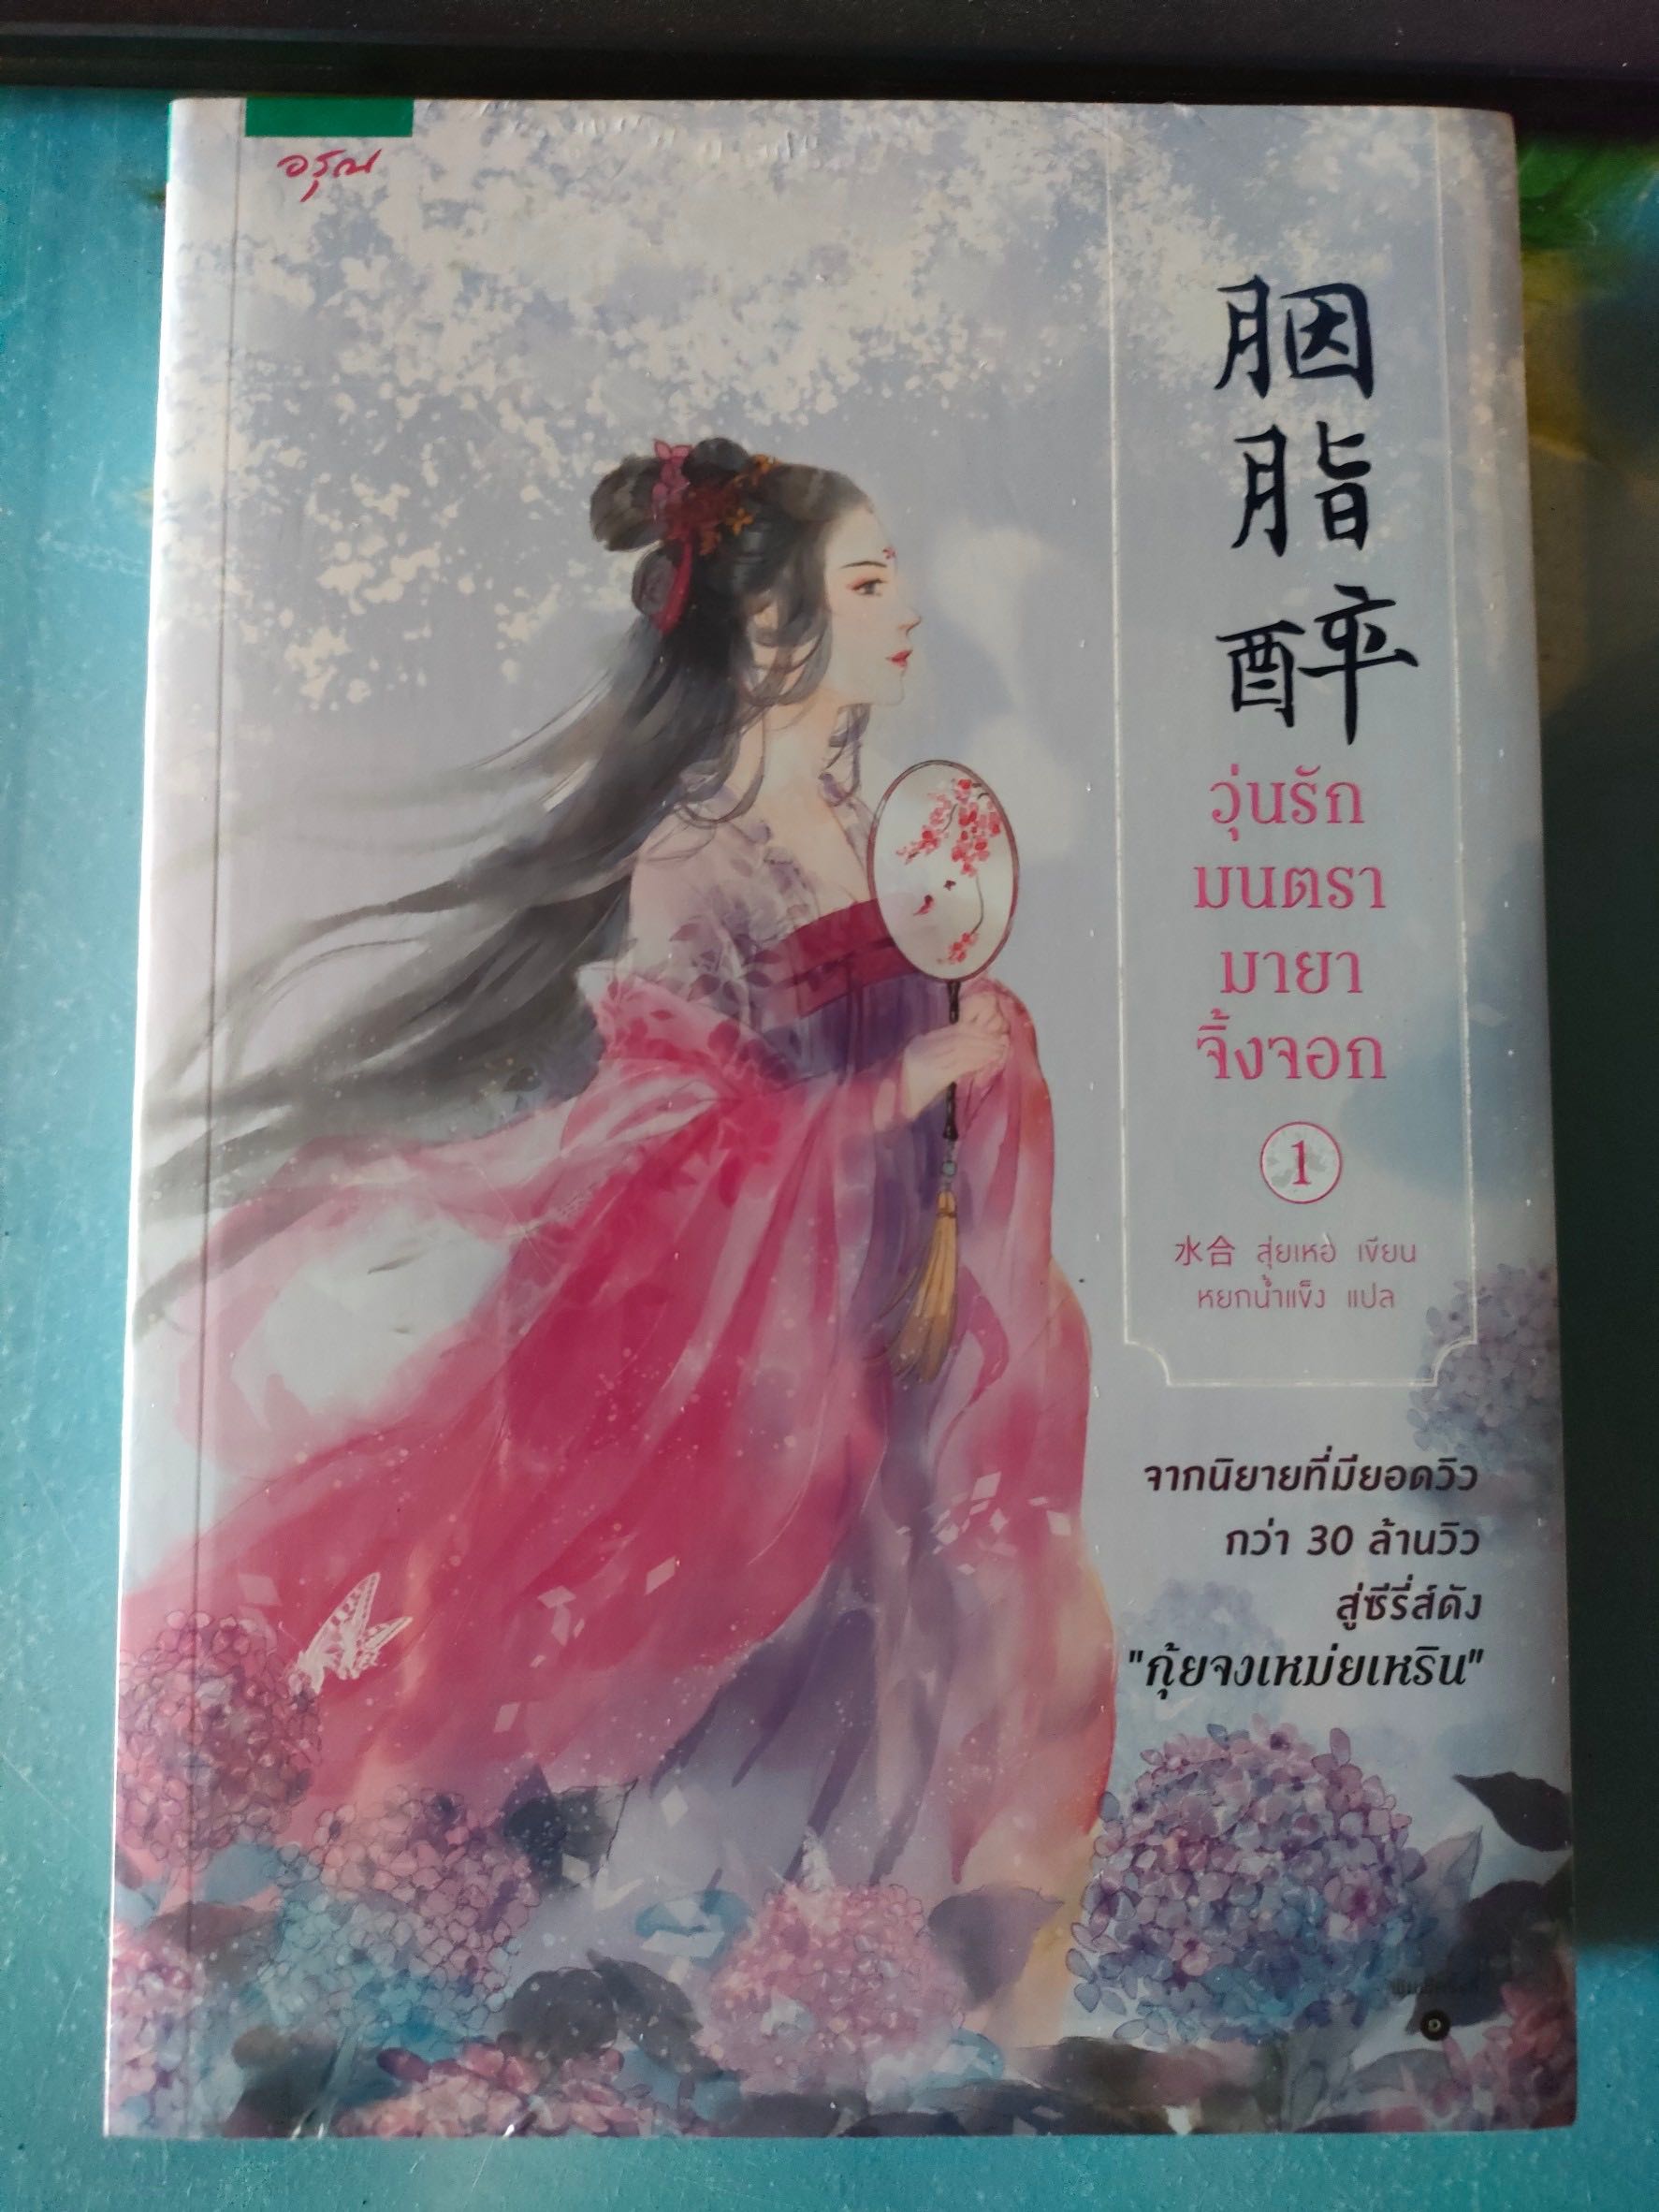 อรุณ
胭脂醉
วุ่นรัก
มนตรา
มายา
จิ้งจอก
1
水合 สุ่ยเหอ เขียน
หยกน้ำแข็ง แปล
จากนิยายที่มียอดวิว
กว่า 30 ล้านวิว
สู่ซีรี่ส์ดัง
"กุ้ยจงเหม่ยเหริน"